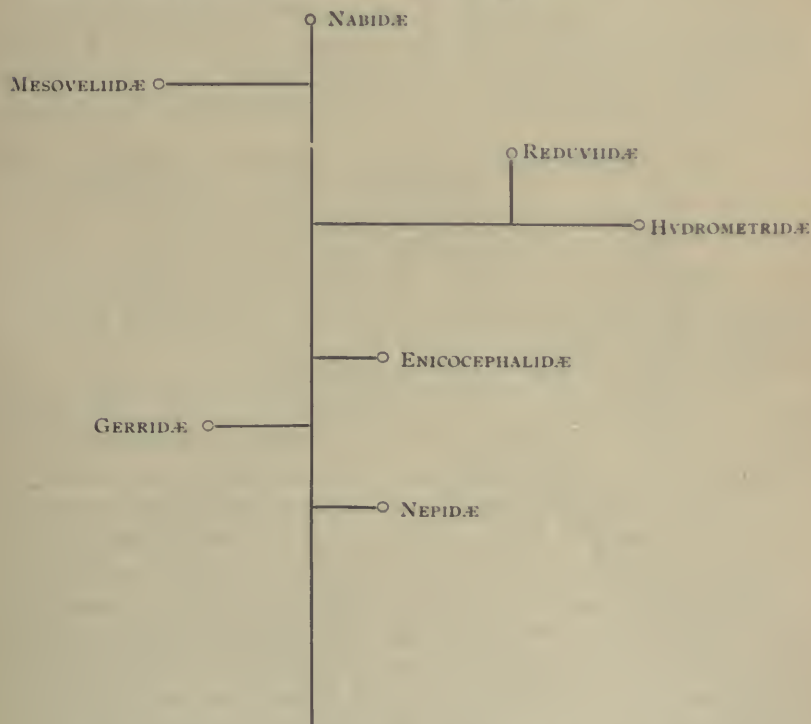 NABIDÆ
MESOVELIIDÆ
REDUVIIDÆ
HYDROMETRIDÆ
ENICOCEPHALIDÆ
GERRIDÆ
NEPIDÆ